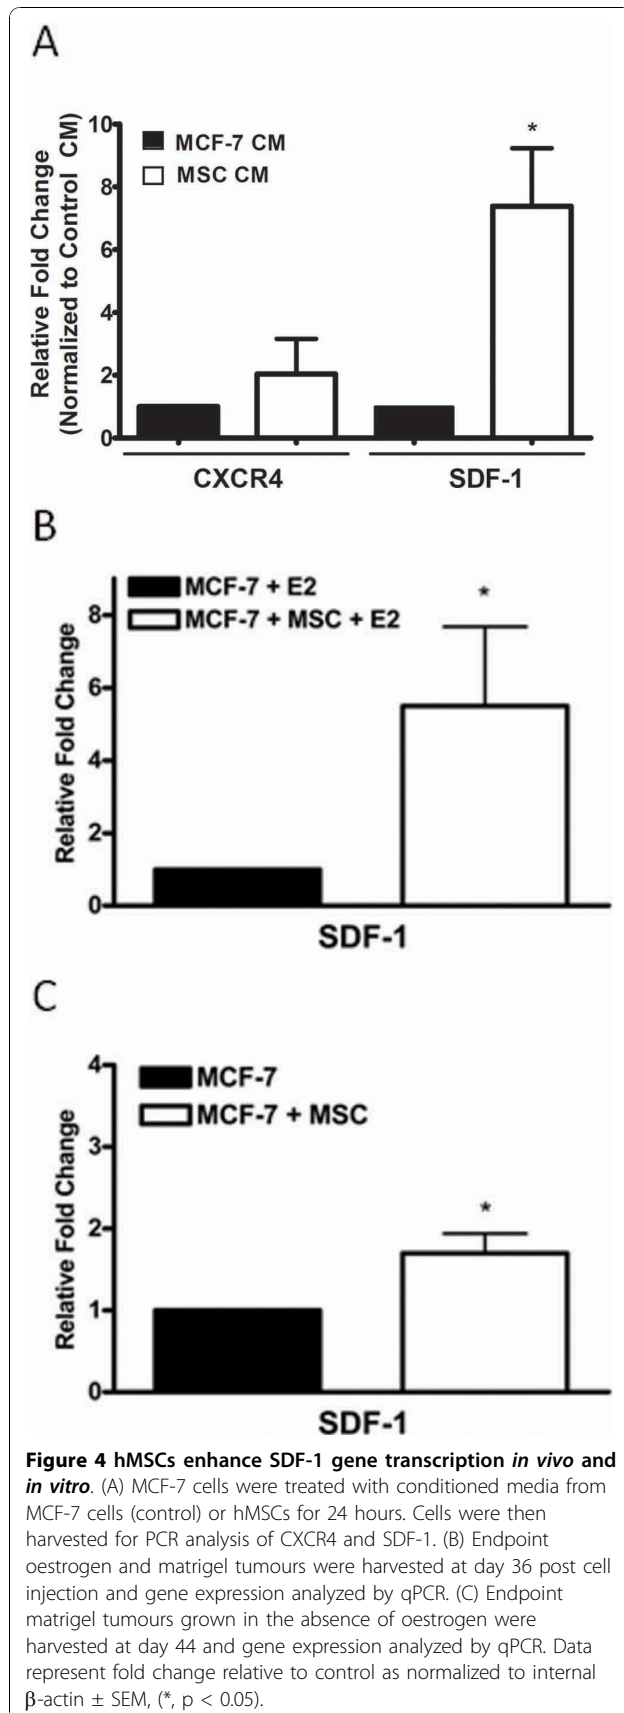 A
10
8
6
4
2
0
Relative Fold Change
(Normalized to Control CM)
MCF-7 CM
MSC CM
*
CXCR4
SDF-1
B
8
6
4
2
0
Relative Fold Change
MCF-7 + E2
MCF-7 + MSC + E2
*
SDF-1
C
4
3
2
1
0
Relative Fold Change
MCF-7
MCF-7 + MSC
*
SDF-1
Figure 4 hMSCs enhance SDF-1 gene transcription in vivo and
in vitro. (A) MCF-7 cells were treated with conditioned media from
MCF-7 cells (control) or hMSCs for 24 hours. Cells were then
harvested for PCR analysis of CXCR4 and SDF-1. (B) Endpoint
oestrogen and matrigel tumours were harvested at day 36 post cell
injection and gene expression analyzed by qPCR. (C) Endpoint
matrigel tumours grown in the absence of oestrogen were
harvested at day 44 and gene expression analyzed by qPCR. Data
represent fold change relative to control as normalized to internal
β-actin ± SEM, (*, p < 0.05).